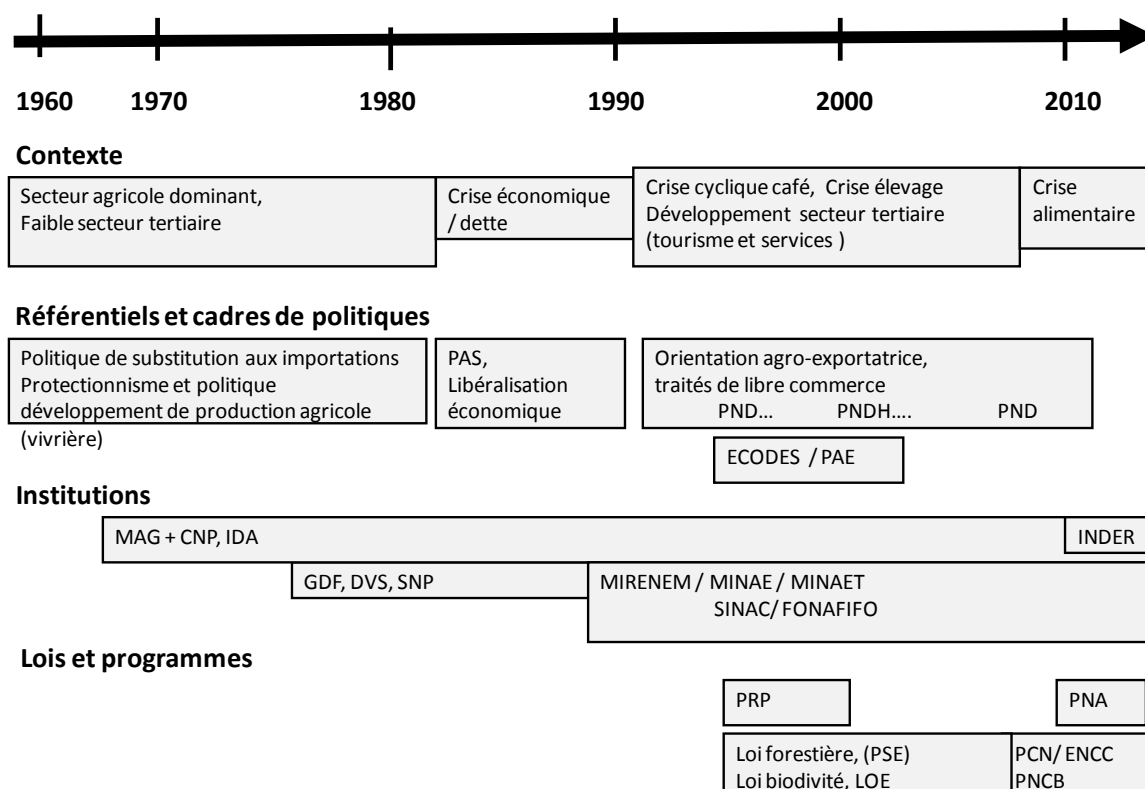 1960 1970 1980 1990 2000 2010
Contexte
Secteur agricole dominant,
Faible secteur tertiaire
Crise économique
/ dette
Crise cyclique café, Crise élevage
Développement secteur tertiaire
(tourisme et services )
Crise
alimentaire
Référentiels et cadres de politiques
Politique de substitution aux importations
Protectionnisme et politique
développement de production agricole
(vivrière)
PAS,
Libéralisation
économique
Orientation agro-exportatrice,
traités de libre commerce
PND... PNDH.... PND
ECODES / PAE
Institutions
MAG + CNP, IDA
INDER
GDF, DVS, SNP
MIRENEM / MINAE / MINAET
SINAC/ FONAFIFO
Lois et programmes
PRP
PNA
Loi forestière, (PSE)
Loi biodivité, LOE
PCN/ ENCC
PNCB